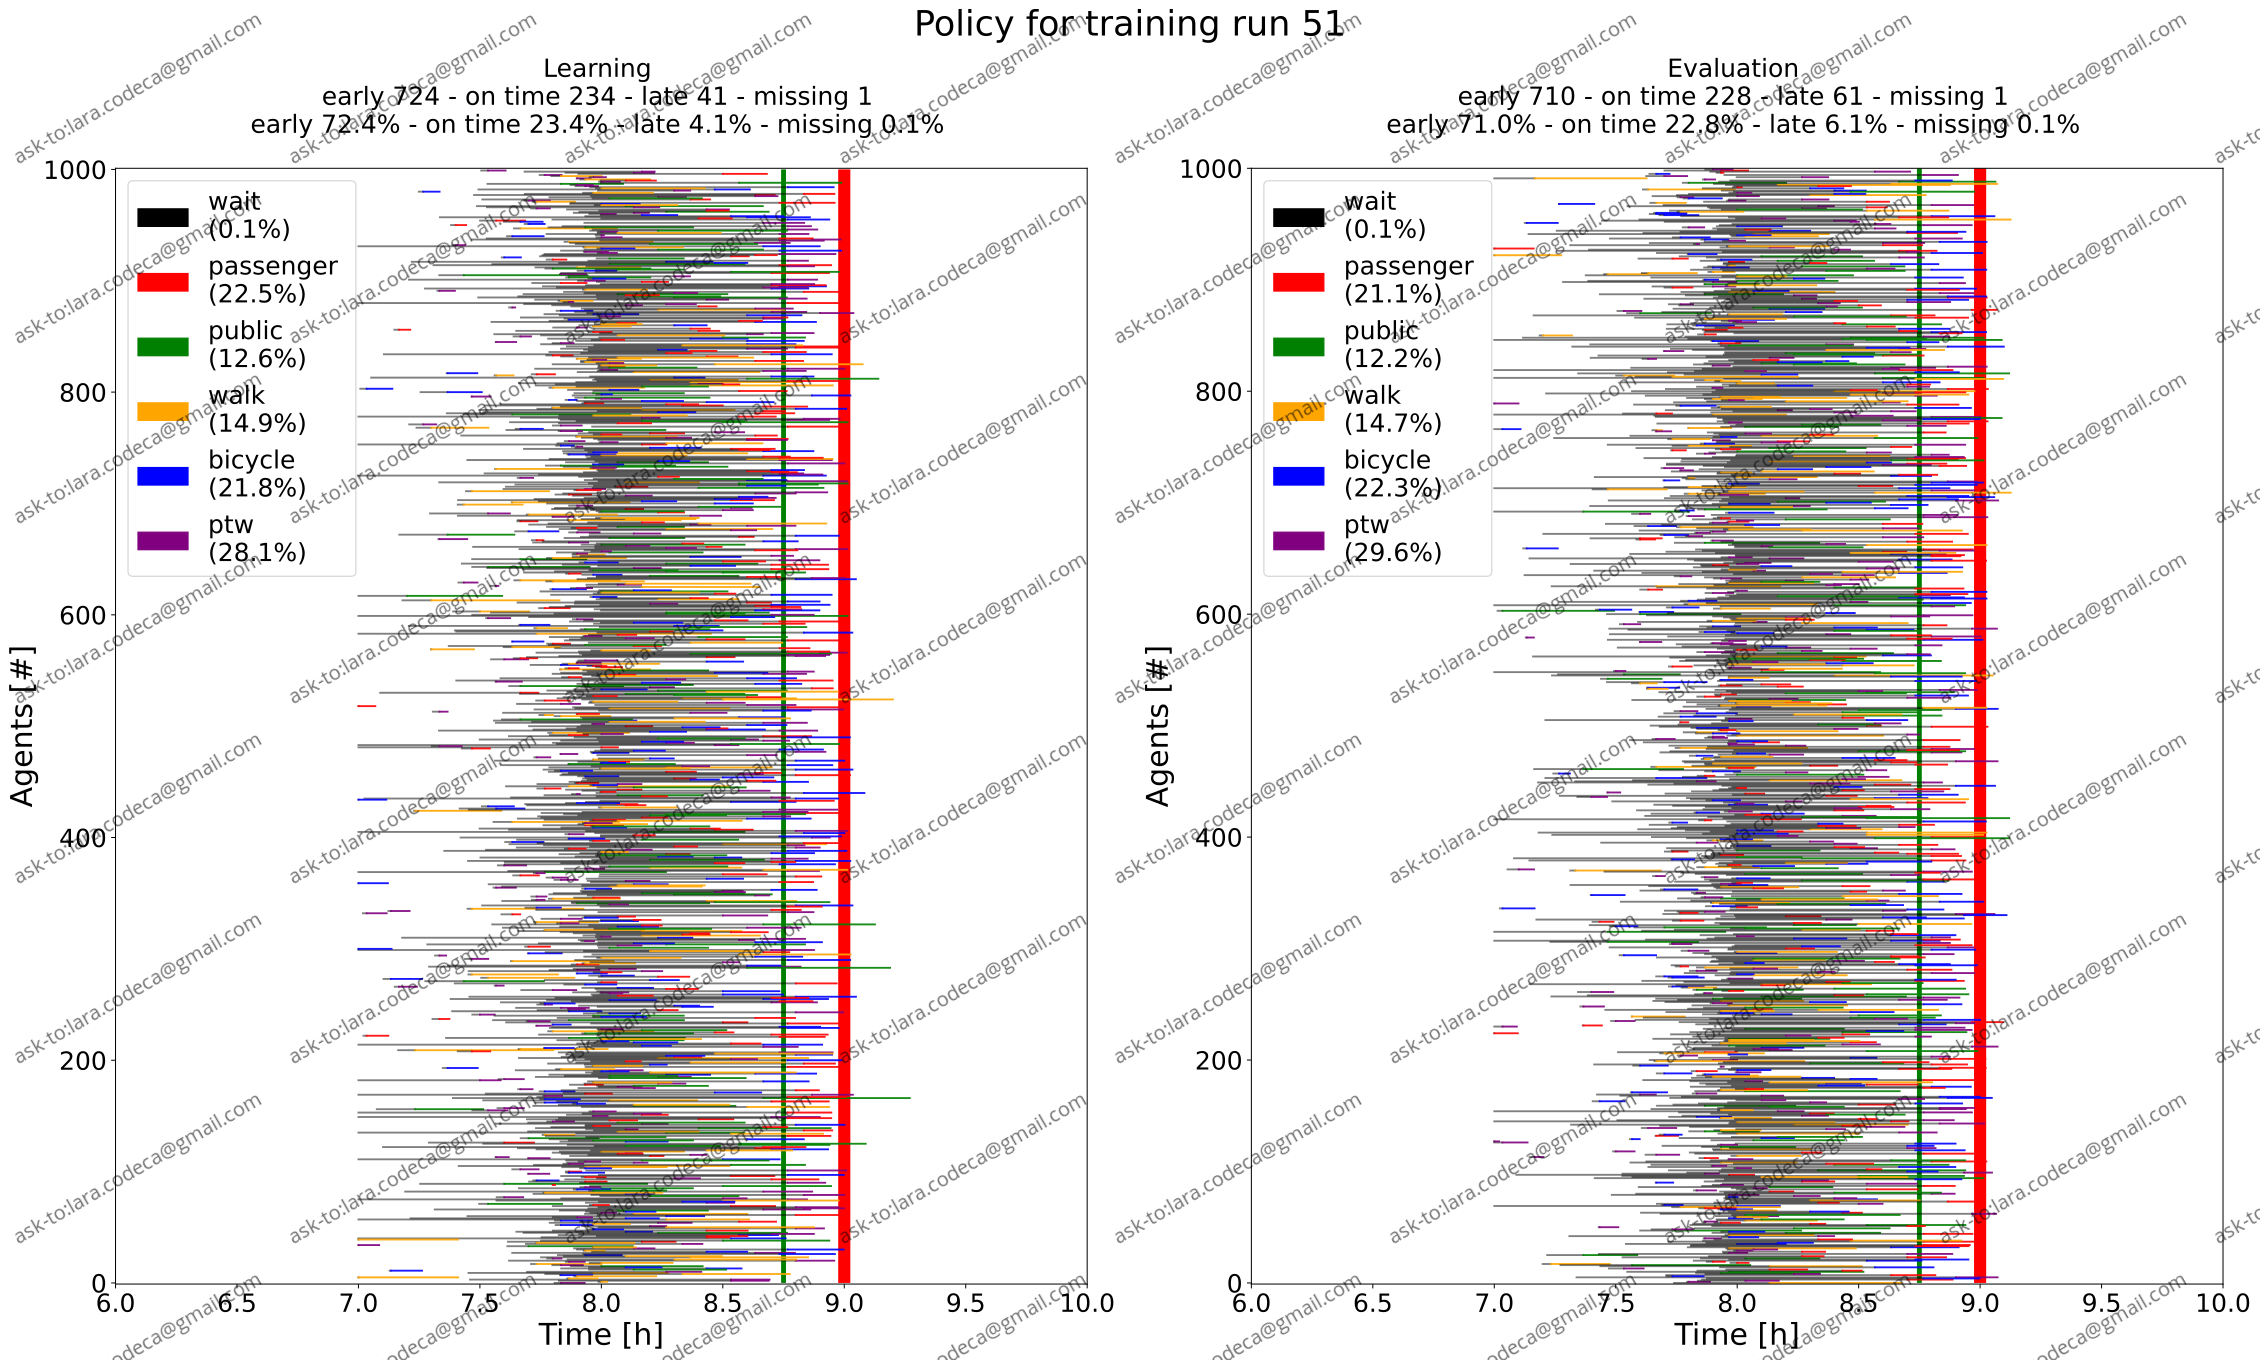 Policy for training run 51
Learning
early 724 - on time 234 - late 41 - missing 1
early 72.4% - on time 23.4% - late 4.1% - missing 0.1%
1000
800
600
400
200
0
Agents [#]
wait
(0.1%)
passenger
(22.5%)
public
(12.6%)
walk
(14.9%)
bicycle
(21.8%)
ptw
(28.1%)
6.0 6.5 7.0 7.5 8.0 8.5 9.0 9.5 10.0
Time [h]
Evaluation
early 710 - on time 228 - late 61 - missing 1
early 71.0% - on time 22.8% - late 6.1% - missing 0.1%
1000
800
600
400
200
0
Agents [#]
wait
(0.1%)
passenger
(21.1%)
public
(12.2%)
walk
(14.7%)
bicycle
(22.3%)
ptw
(29.6%)
6.0 6.5 7.0 7.5 8.0 8.5 9.0 9.5 10.0
Time [h]
ask-to:lara.codeca@gmail.com